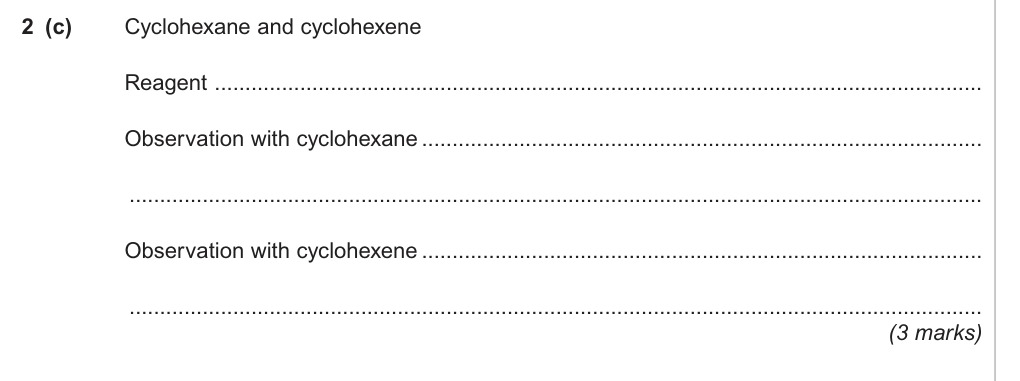 2 (c) Cyclohexane and cyclohexene
Reagent ..............................................................................................................................
Observation with cyclohexane .............................................................................................
..............................................................................................................................................
Observation with cyclohexene .............................................................................................
..............................................................................................................................................
(3 marks)